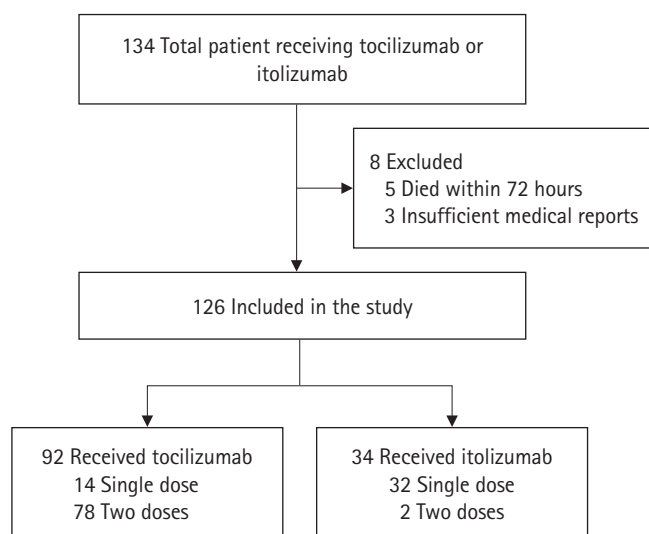 134 Total patient receiving tocilizumab or
itolizumab
8 Excluded
5 Died within 72 hours
3 Insufficient medical reports
126 Included in the study
92 Received tocilizumab
14 Single dose
78 Two doses
34 Received itolizumab
32 Single dose
2 Two doses